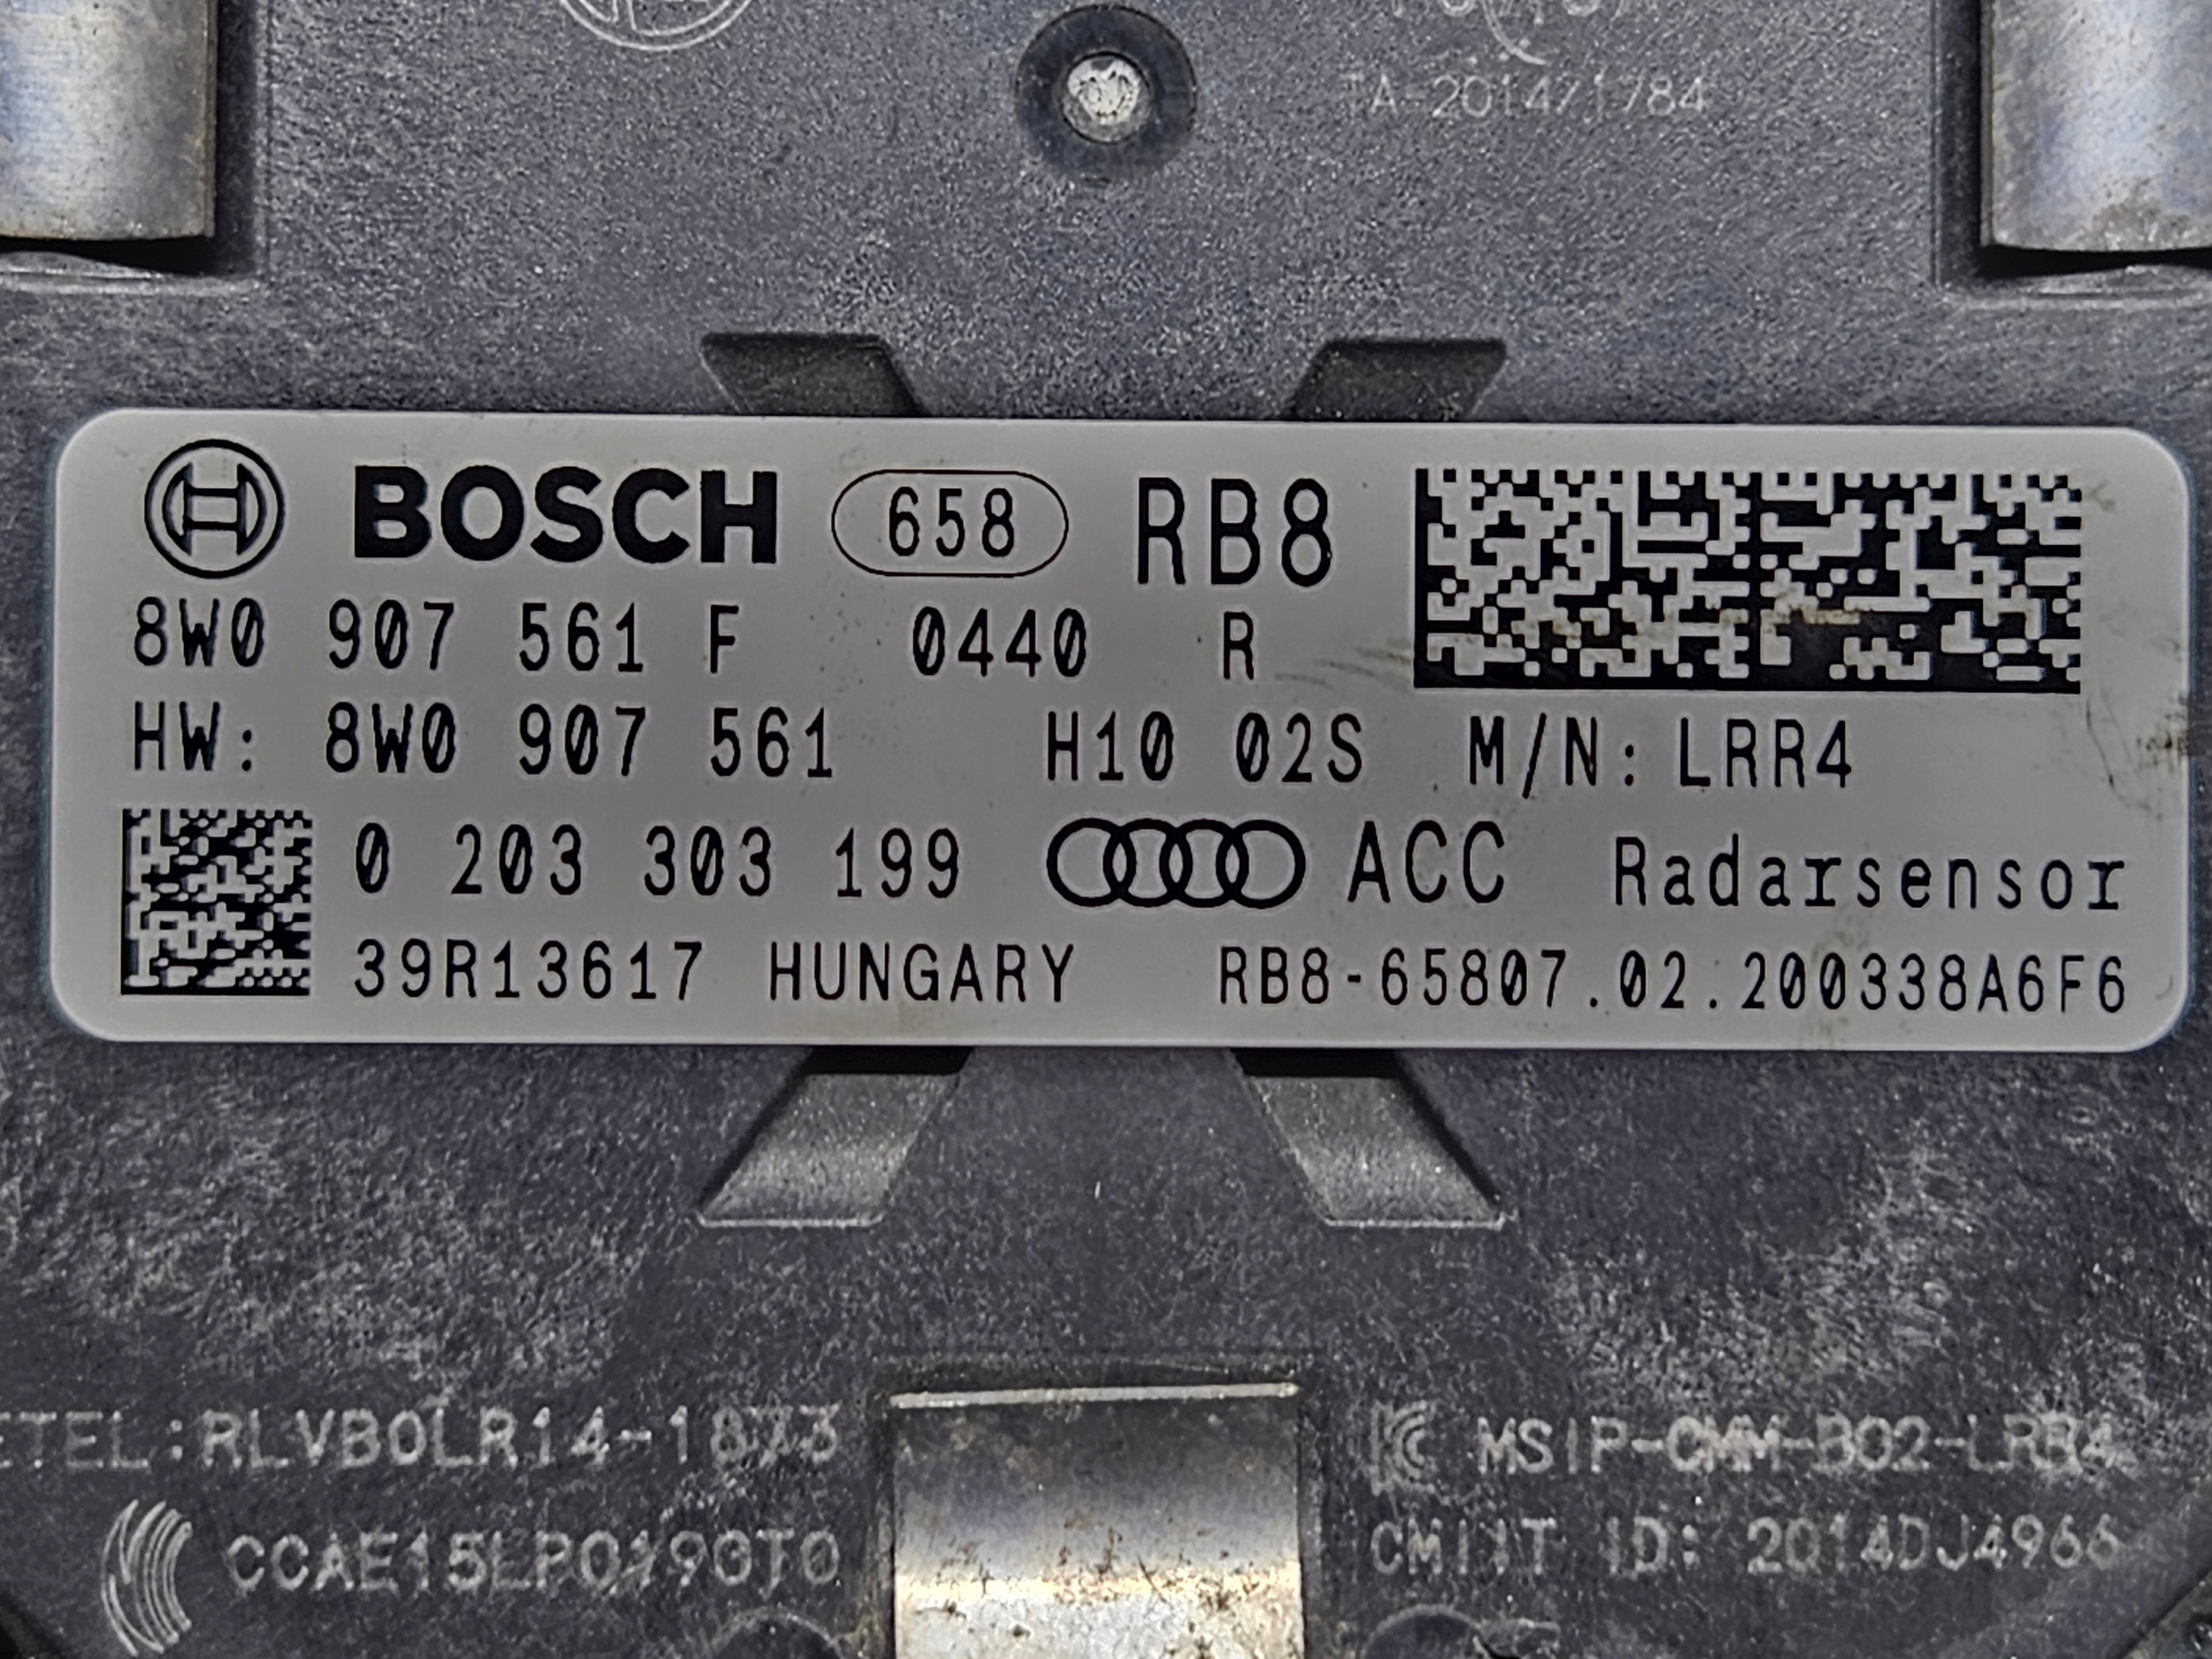 TA-2014/1784
BOSCH 658 RB8
8W0 907 561 F 0440 R
HW: 8W0 907 561 H10 02S M/N: LRR4
0 203 303 199 ACC Radarsensor
39R13617 HUNGARY RB8-65807.02.200338A6F6
MSIP-CMM-BO2-LRR4
CMIIT ID: 2014DJ4966